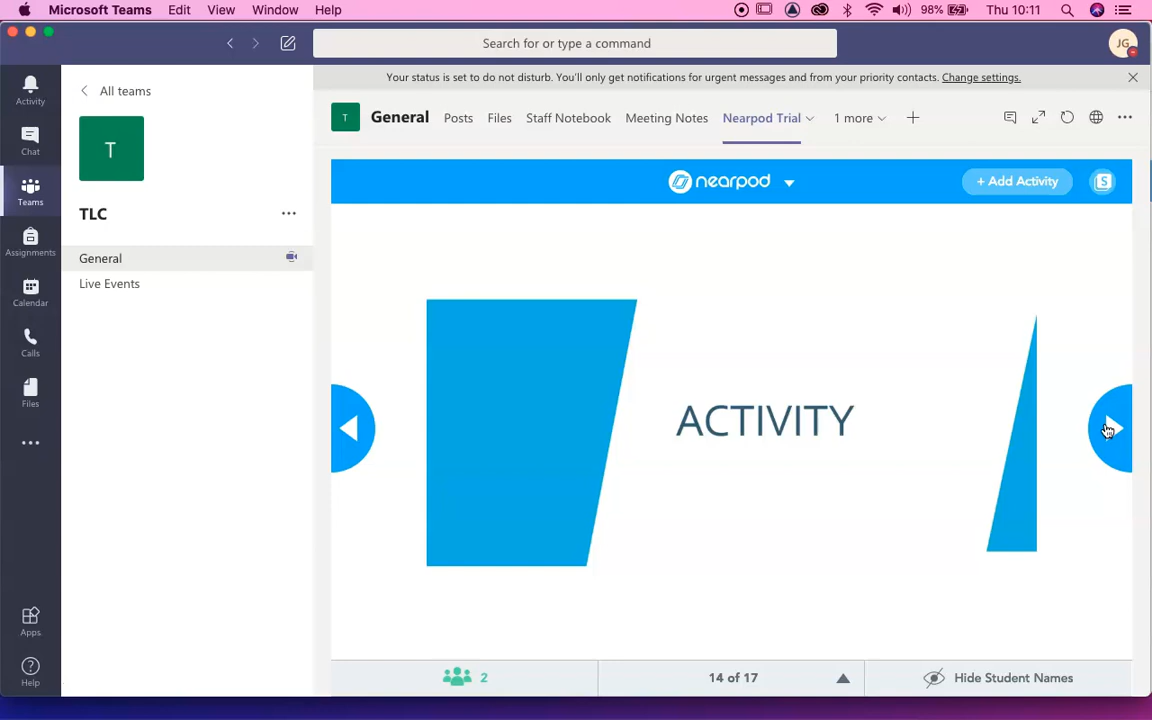 Microsoft Teams Edit View Window Help 98% Thu 10:11
Search for or type a command
JG
Your status is set to do not disturb. You'll only get notifications for urgent messages and from your priority contacts. Change settings.
Activity
Chat
Teams
Assignments
Calendar
Calls
Files
Apps
Help
All teams
T
TLC
General
Live Events
T General Posts Files Staff Notebook Meeting Notes Nearpod Trial 1 more
nearpod + Add Activity S
ACTIVITY
2 14 of 17 Hide Student Names